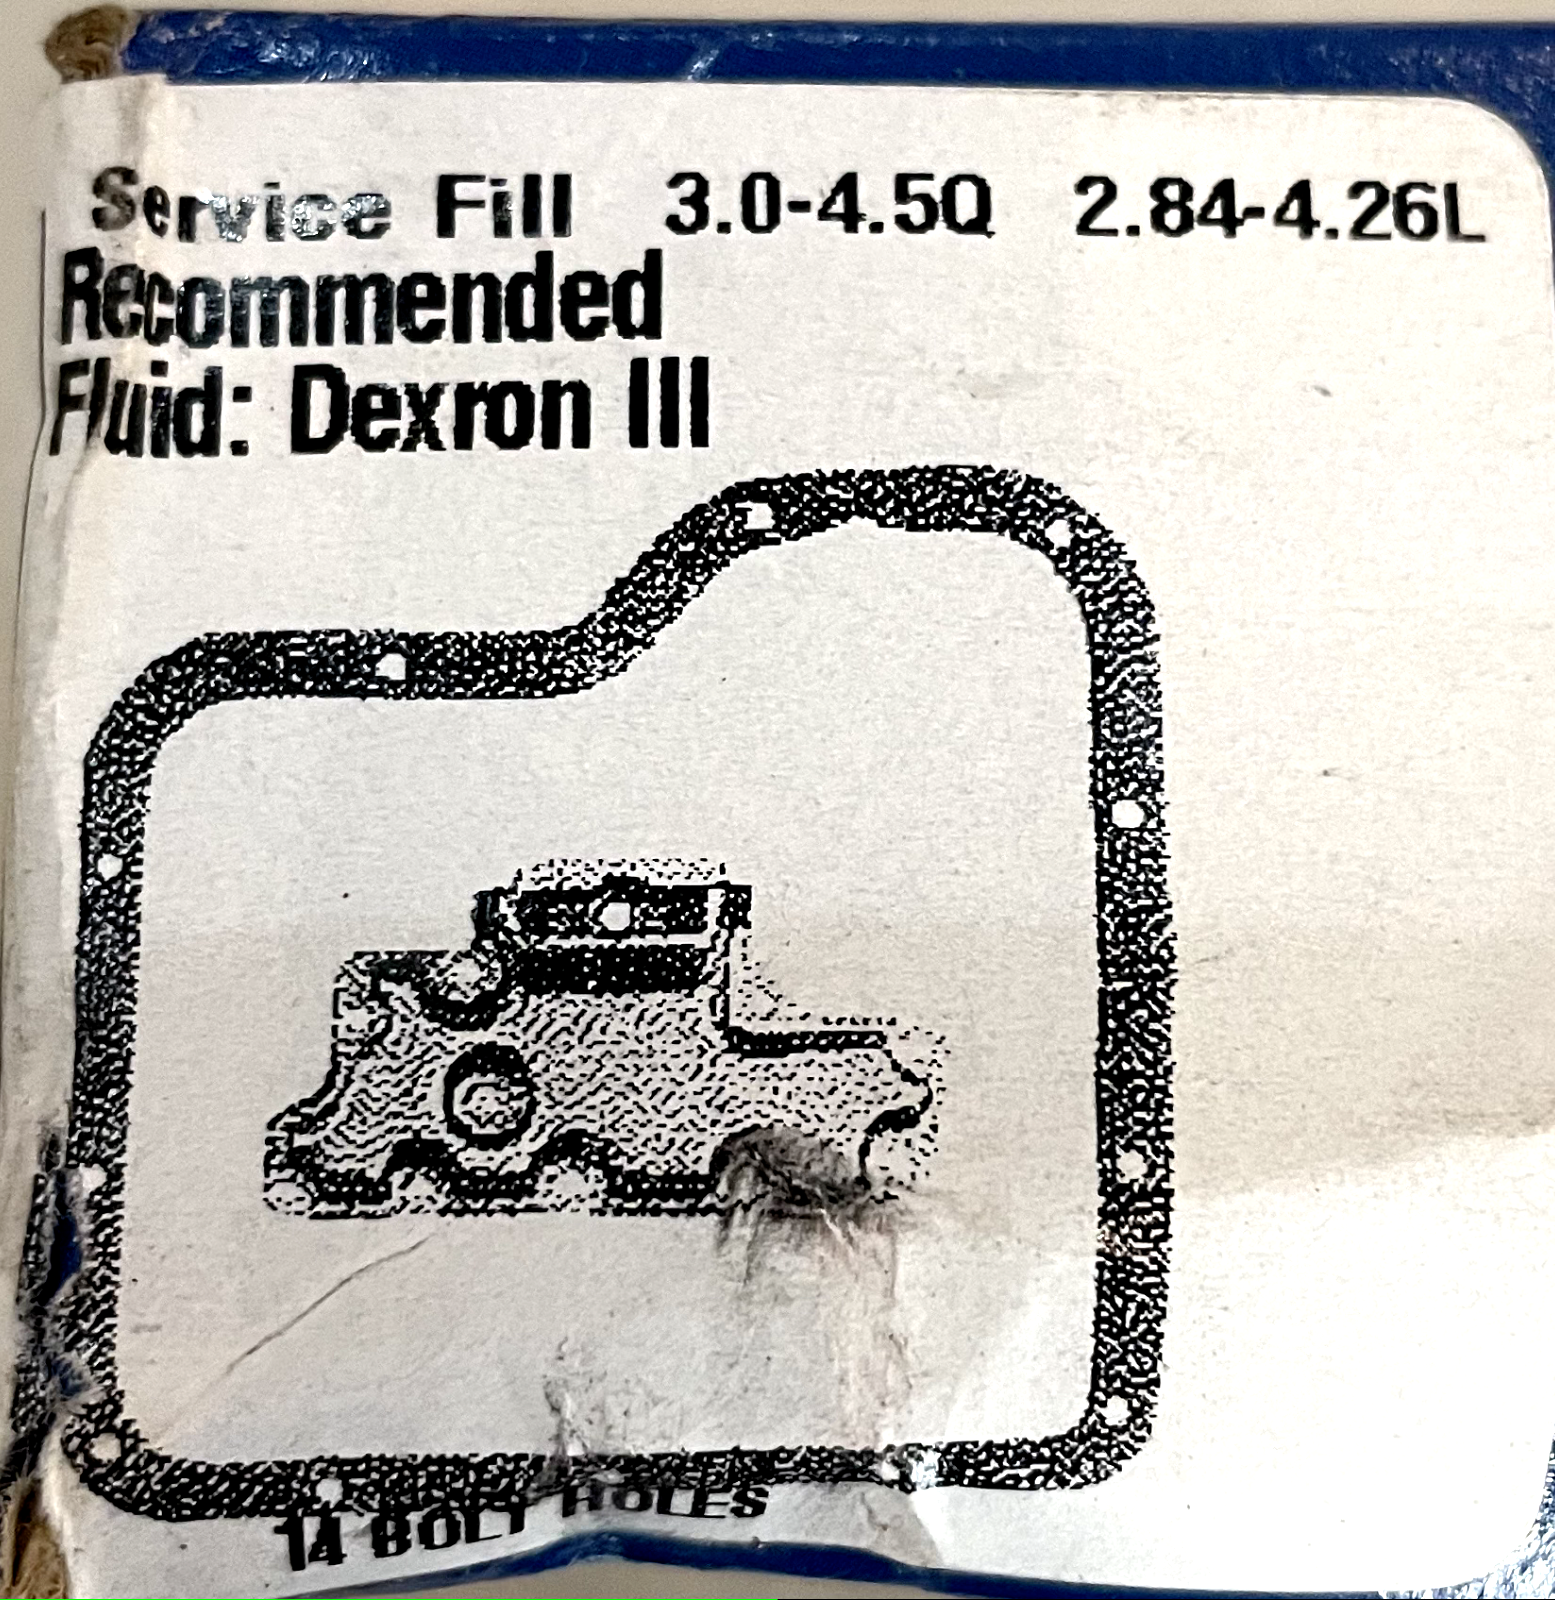 Service Fill 3.0-4.5Q 2.84-4.26L
Recommended
Fluid: Dexron III
14 BOLT HOLES